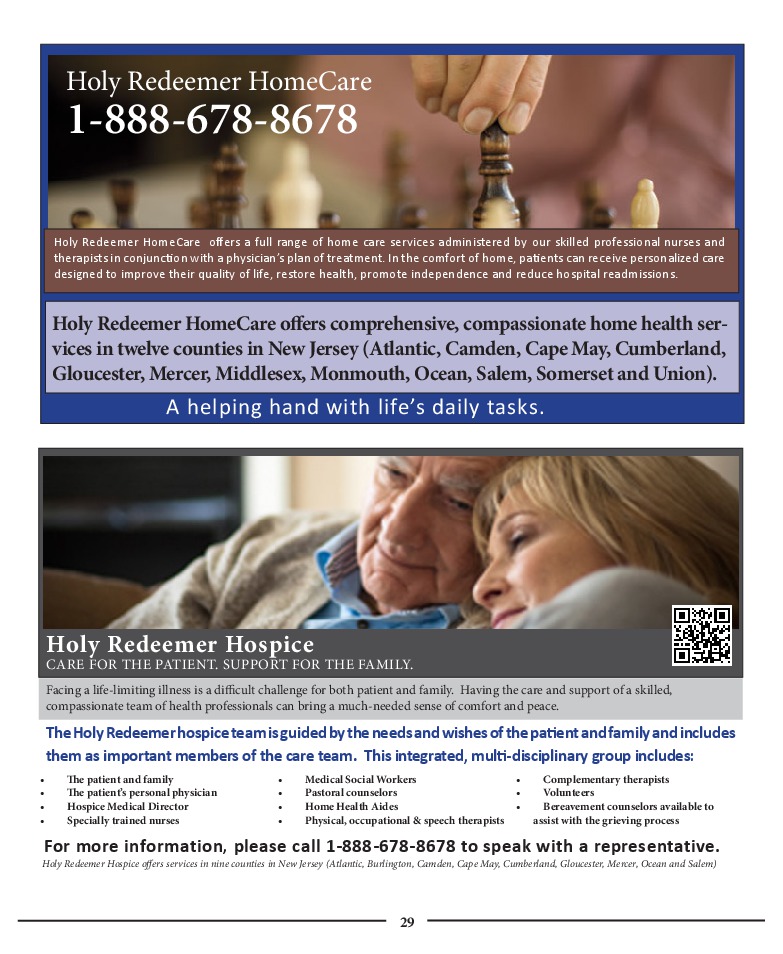 Holy Redeemer HomeCare
1-888-678-8678
Holy Redeemer HomeCare offers a full range of home care services administered by our skilled professional nurses and
therapists in conjunction with a physician's plan of treatment. In the comfort of home, patients can receive personalized care
designed to improve their quality of life, restore health, promote independence and reduce hospital readmissions.
Holy Redeemer HomeCare offers comprehensive, compassionate home health ser-
vices in twelve counties in New Jersey (Atlantic, Camden, Cape May, Cumberland,
Gloucester, Mercer, Middlesex, Monmouth, Ocean, Salem, Somerset and Union).
A helping hand with life's daily tasks.
Holy Redeemer Hospice
CARE FOR THE PATIENT. SUPPORT FOR THE FAMILY.
Facing a life-limiting illness is a difficult challenge for both patient and family. Having the care and support of a skilled,
compassionate team of health professionals can bring a much-needed sense of comfort and peace.
The Holy Redeemer hospice team is guided by the needs and wishes of the patient and family and includes
them as important members of the care team. This integrated, multi-disciplinary group includes:
• The patient and family
• The patient's personal physician
• Hospice Medical Director
• Specially trained nurses
• Medical Social Workers
• Pastoral counselors
• Home Health Aides
• Physical, occupational & speech therapists
• Complementary therapists
• Volunteers
• Bereavement counselors available to
assist with the grieving process
For more information, please call 1-888-678-8678 to speak with a representative.
Holy Redeemer Hospice offers services in nine counties in New Jersey (Atlantic, Burlington, Camden, Cape May, Cumberland, Gloucester, Mercer, Ocean and Salem)
29